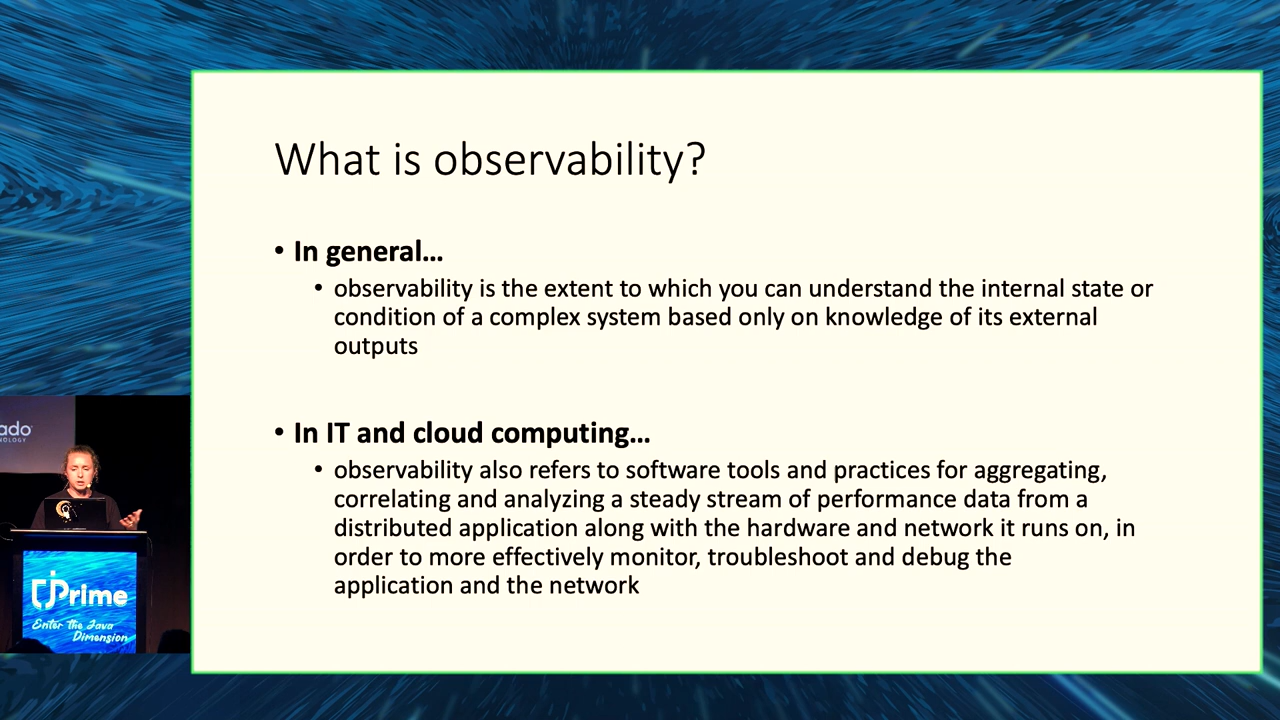 What is observability?
• In general...
• observability is the extent to which you can understand the internal state or
condition of a complex system based only on knowledge of its external
outputs
• In IT and cloud computing...
• observability also refers to software tools and practices for aggregating,
correlating and analyzing a steady stream of performance data from a
distributed application along with the hardware and network it runs on, in
order to more effectively monitor, troubleshoot and debug the
application and the network
ado
NOLOGY
jPrime
Enter the Java
Dimension